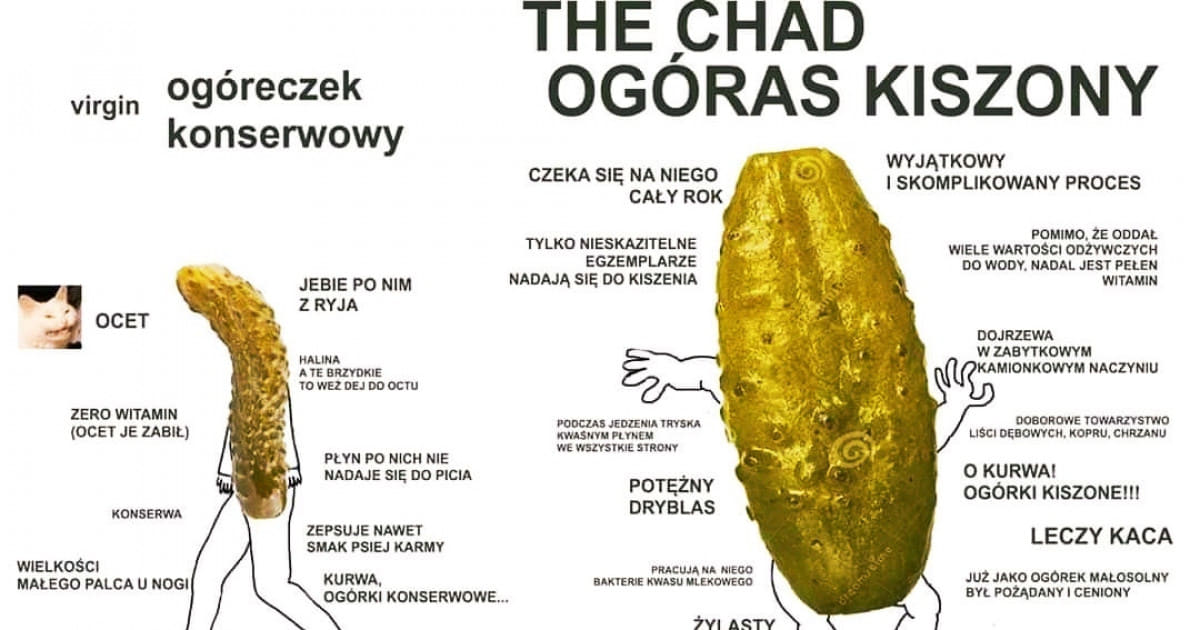 virgin
ogóreczek
konserwowy
OCET
JEBIE PO NIM
Z RYJA
HALINA
A TE BRZYDKIE
TO WEŹ DEJ DO OCTU
ZERO WITAMIN
(OCET JE ZABIŁ)
PŁYN PO NICH NIE
NADAJE SIĘ DO PICIA
KONSERWA
ZEPSUJE NAWET
SMAK PSIEJ KARMY
WIELKOŚCI
MAŁEGO PALCA U NOGI
KURWA,
OGÓRKI KONSERWOWE...
THE CHAD
OGÓRAS KISZONY
CZEKA SIĘ NA NIEGO
CAŁY ROK
WYJĄTKOWY
I SKOMPLIKOWANY PROCES
TYLKO NIESKAZITELNE
EGZEMPLARZE
NADAJĄ SIĘ DO KISZENIA
POMIMO, ŻE ODDAŁ
WIELE WARTOŚCI ODŻYWCZYCH
DO WODY, NADAL JEST PEŁEN
WITAMIN
DOJRZEWA
W ZABYTKOWYM
KAMIONKOWYM NACZYNIU
PODCZAS JEDZENIA TRYSKA
KWAŚNYM PŁYNEM
WE WSZYSTKIE STRONY
DOBOROWE TOWARZYSTWO
LIŚCI DĘBOWYCH, KOPRU, CHRZANU
POTĘŻNY
DRYBLAS
O KURWA!
OGÓRKI KISZONE!!!
LECZY KACA
PRACUJĄ NA NIEGO
BAKTERIE KWASU MLEKOWEGO
JUŻ JAKO OGÓREK MAŁOSOLNY
BYŁ POŻĄDANY I CENIONY
ŻYLASTY